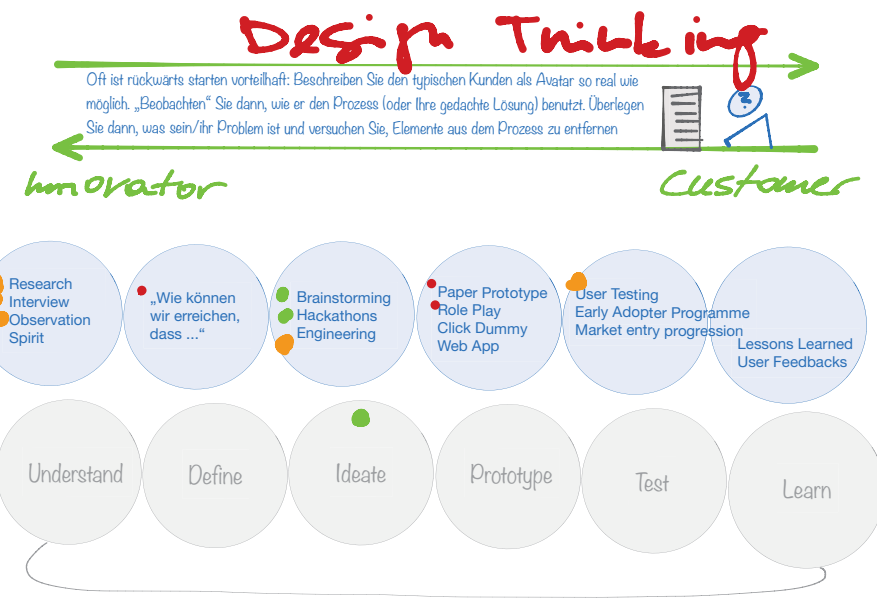 Design Thinking
Oft ist rückwärts starten vorteilhaft: Beschreiben Sie den typischen Kunden als Avatar so real wie
möglich. „Beobachten“ Sie dann, wie er den Prozess (oder Ihre gedachte Lösung) benutzt. Überlegen
Sie dann, was sein/ihr Problem ist und versuchen Sie, Elemente aus dem Prozess zu entfernen
?
Innovator
Customer
Research
Interview
Observation
Spirit
„Wie können
wir erreichen,
dass ...“
Brainstorming
Hackathons
Engineering
Paper Prototype
Role Play
Click Dummy
Web App
User Testing
Early Adopter Programme
Market entry progression
Lessons Learned
User Feedbacks
Understand
Define
Ideate
Prototype
Test
Learn